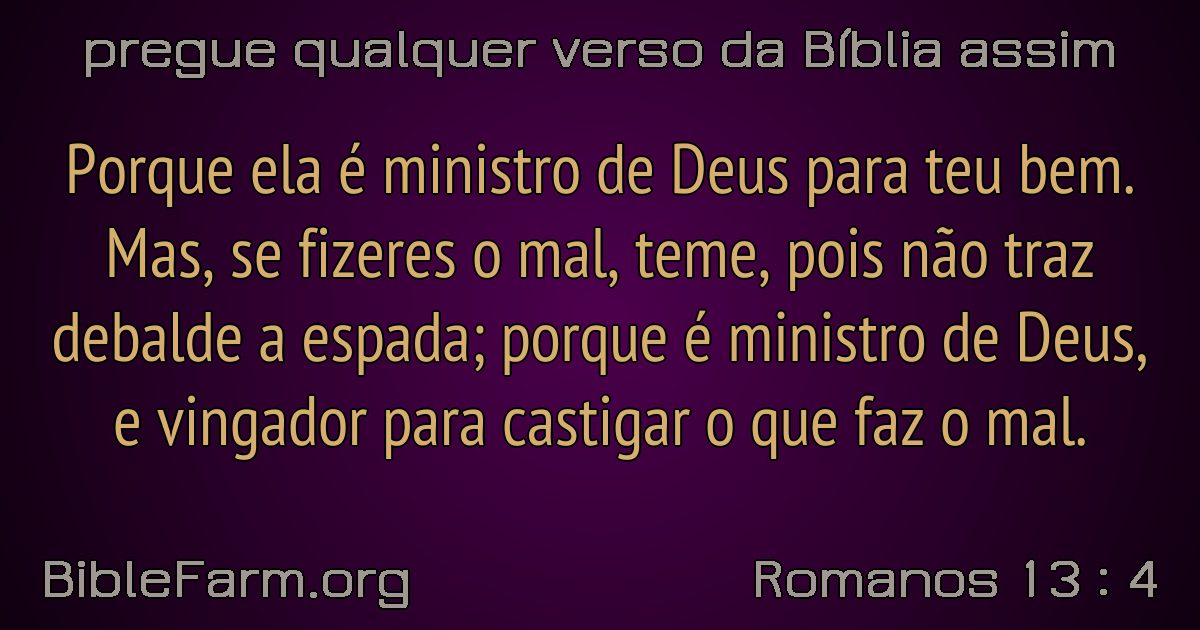 pregue qualquer verso da Bíblia assim
Porque ela é ministro de Deus para teu bem.
Mas, se fizeres o mal, teme, pois não traz
debalde a espada; porque é ministro de Deus,
e vingador para castigar o que faz o mal.
BibleFarm.org
Romanos 13 : 4